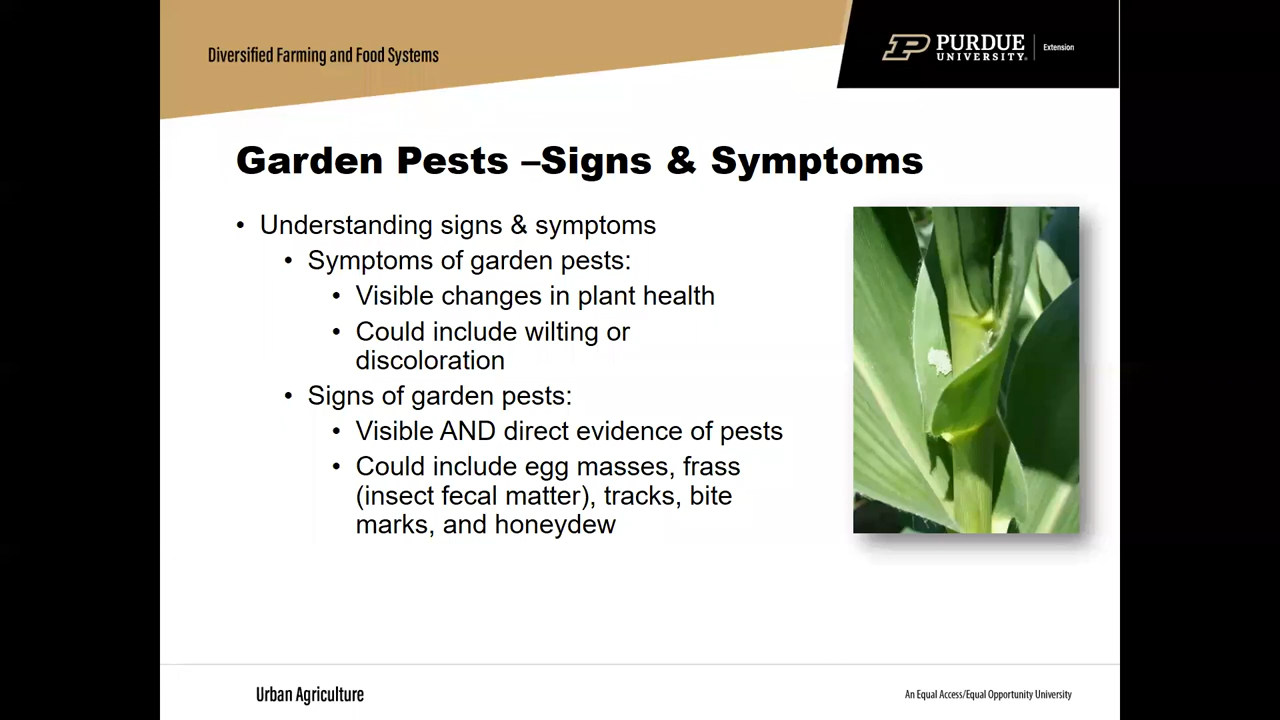 Diversified Farming and Food Systems
PURDUE
UNIVERSITY®
Extension
Garden Pests –Signs & Symptoms
• Understanding signs & symptoms
• Symptoms of garden pests:
• Visible changes in plant health
• Could include wilting or
discoloration
• Signs of garden pests:
• Visible AND direct evidence of pests
• Could include egg masses, frass
(insect fecal matter), tracks, bite
marks, and honeydew
Urban Agriculture
An Equal Access/Equal Opportunity University